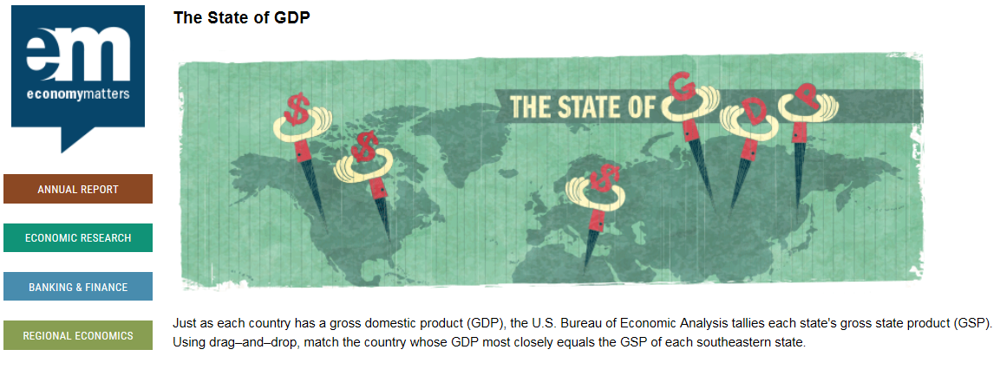 em
economymatters
ANNUAL REPORT
ECONOMIC RESEARCH
BANKING & FINANCE
REGIONAL ECONOMICS
The State of GDP
$ $ $
THE STATE OF GDP
Just as each country has a gross domestic product (GDP), the U.S. Bureau of Economic Analysis tallies each state's gross state product (GSP).
Using drag–and–drop, match the country whose GDP most closely equals the GSP of each southeastern state.